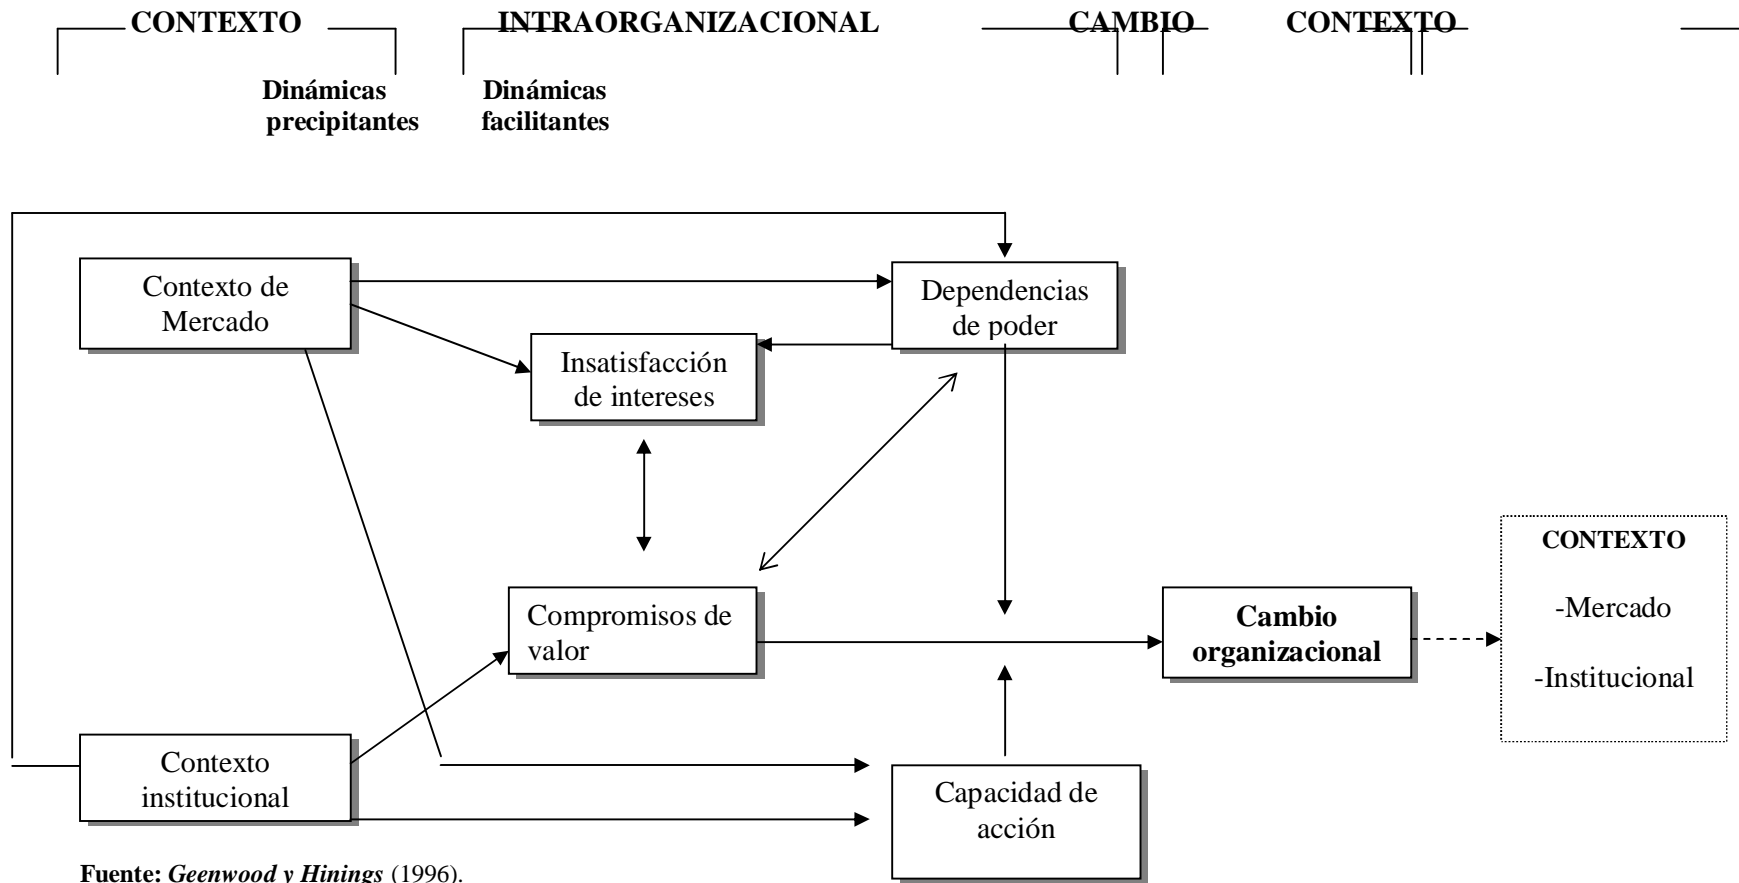 CONTEXTO INTRAORGANIZACIONAL CAMBIO CONTEXTO
Dinámicas
precipitantes
Dinámicas
facilitantes
Contexto de
Mercado
Dependencias
de poder
Insatisfacción
de intereses
Compromisos de
valor
Cambio
organizacional
CONTEXTO
-Mercado
-Institucional
Contexto
institucional
Capacidad de
acción
Fuente: Geenwood y Hinings (1996).